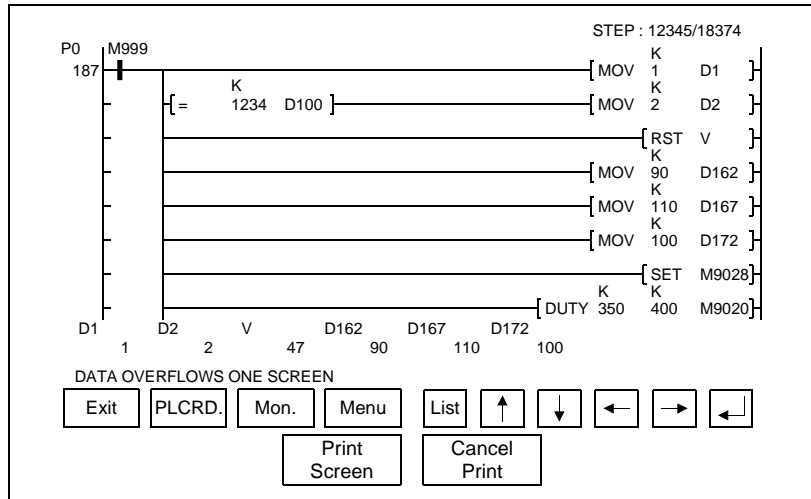 STEP : 12345/18374
P0 M999
K
187 MOV 1 D1
K K
= 1234 D100 MOV 2 D2
RST V
K
MOV 90 D162
K
MOV 110 D167
K
MOV 100 D172
SET M9028
K K
DUTY 350 400 M9020
D1 D2 V D162 D167 D172
1 2 47 90 110 100
DATA OVERFLOWS ONE SCREEN
Exit PLCRD. Mon. Menu List
Print Screen
Cancel Print